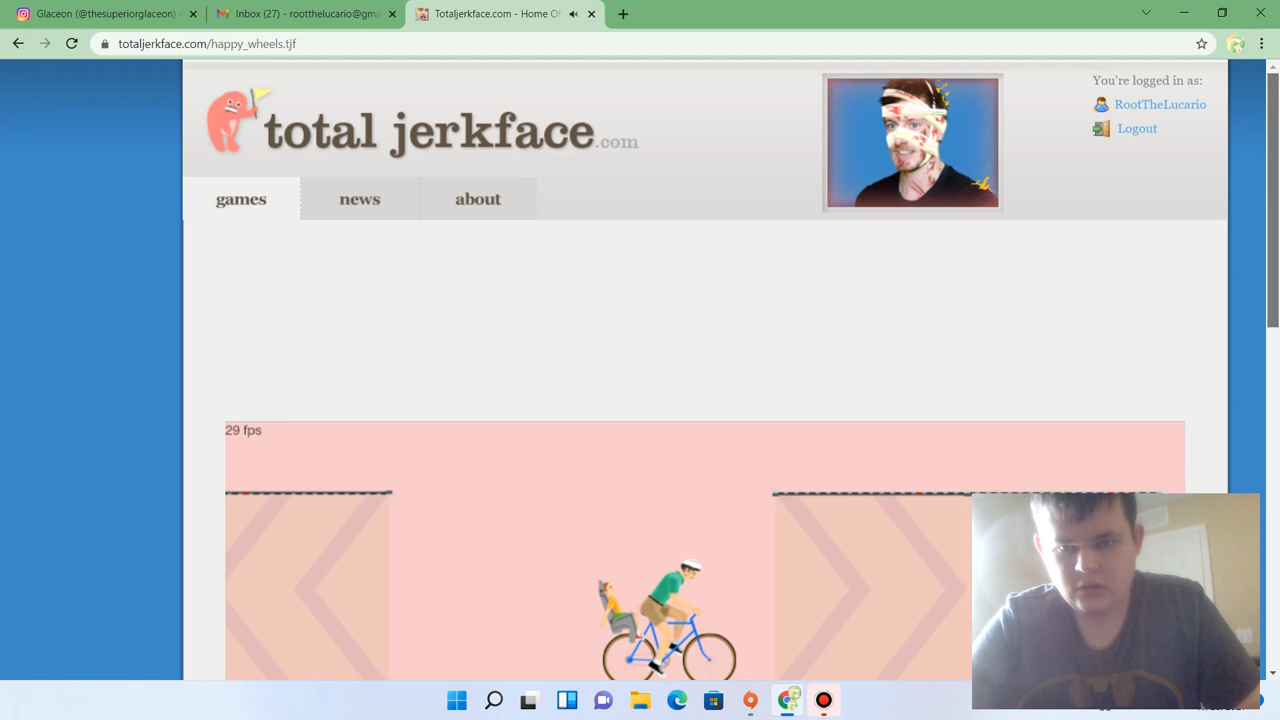 Glaceon (@thesuperiorglaceon)
Inbox (27) - rootthelucario@gma
Totaljerkface.com - Home Of
totaljerkface.com/happy_wheels.tjf
total jerkface.com
You're logged in as:
RootTheLucario
Logout
games
news
about
29 fps